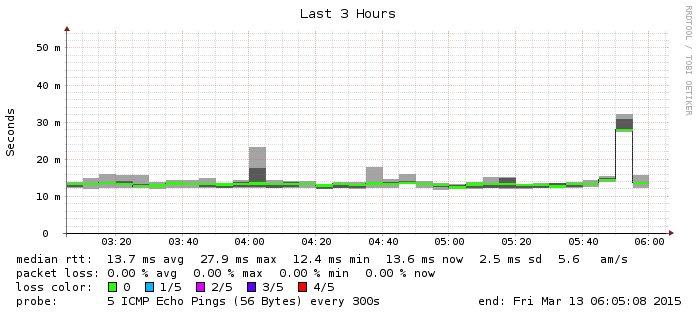 Last 3 Hours
RRDTOOL / TOBI OETIKER
Seconds
50 m
40 m
30 m
20 m
10 m
0
03:20 03:40 04:00 04:20 04:40 05:00 05:20 05:40 06:00
median rtt: 13.7 ms avg 27.9 ms max 12.4 ms min 13.6 ms now 2.5 ms sd 5.6 am/s
packet loss: 0.00 % avg 0.00 % max 0.00 % min 0.00 % now
loss color: 0 1/5 2/5 3/5 4/5
probe: 5 ICMP Echo Pings (56 Bytes) every 300s end: Fri Mar 13 06:05:08 2015